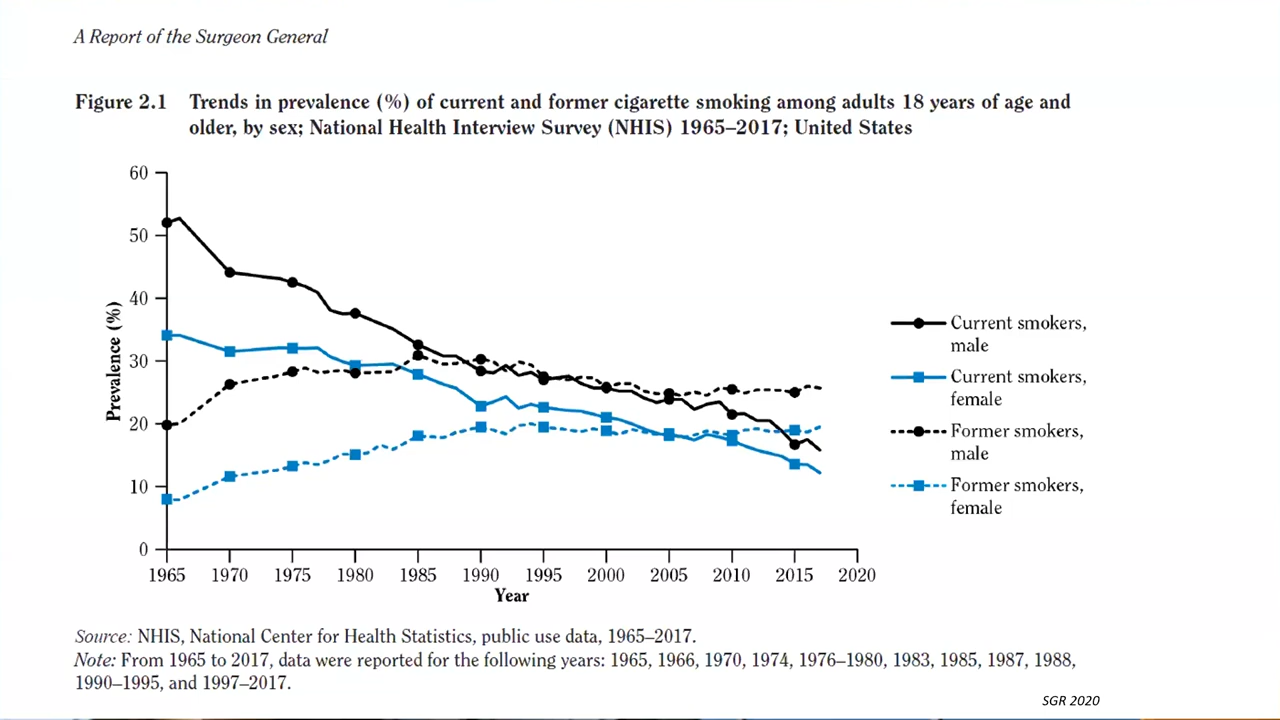 A Report of the Surgeon General
Figure 2.1 Trends in prevalence (%) of current and former cigarette smoking among adults 18 years of age and
older, by sex; National Health Interview Survey (NHIS) 1965–2017; United States
Prevalence (%)
60
50
40
30
20
10
0
1965 1970 1975 1980 1985 1990 1995 2000 2005 2010 2015 2020
Year
Current smokers,
male
Current smokers,
female
Former smokers,
male
Former smokers,
female
Source: NHIS, National Center for Health Statistics, public use data, 1965–2017.
Note: From 1965 to 2017, data were reported for the following years: 1965, 1966, 1970, 1974, 1976–1980, 1983, 1985, 1987, 1988,
1990–1995, and 1997–2017.
SGR 2020